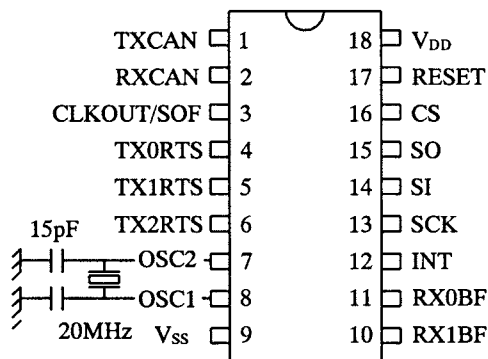 TXCAN 1 18 VDD
RXCAN 2 17 RESET
CLKOUT/SOF 3 16 CS
TX0RTS 4 15 SO
TX1RTS 5 14 SI
TX2RTS 6 13 SCK
15pF
OSC2 7 12 INT
OSC1 8 11 RX0BF
20MHz
VSS 9 10 RX1BF